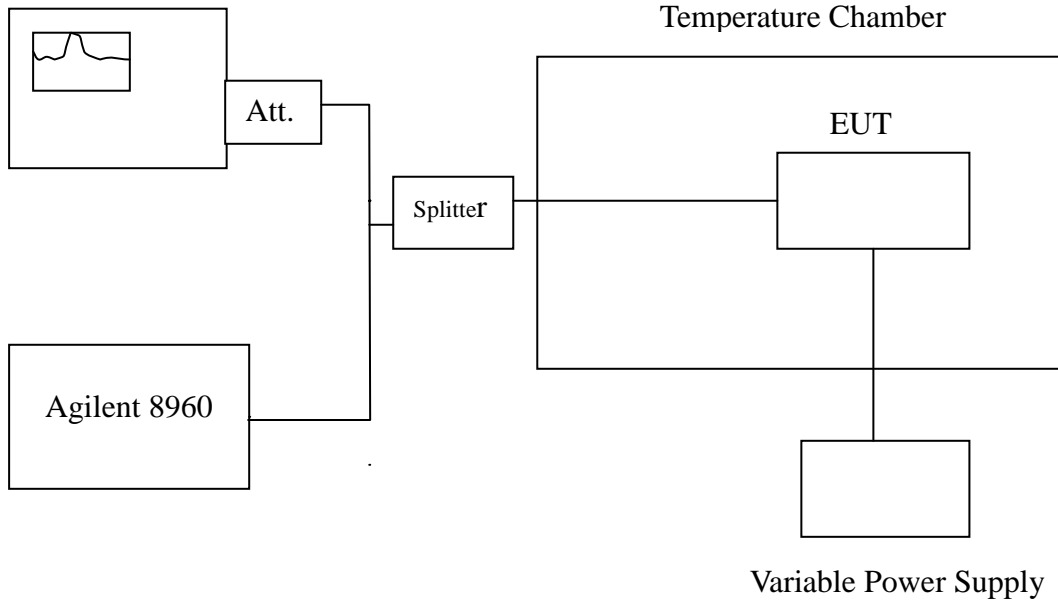 Temperature Chamber
Att.
EUT
Splitter
Agilent 8960
Variable Power Supply